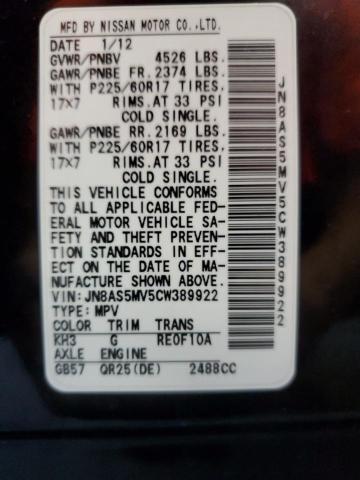 MFD BY NISSAN MOTOR CO.,LTD.
DATE 1/12
GVWR/PNBV 4526 LBS.
GAWR/PNBE FR. 2374 LBS.
WITH P225/60R17 TIRES,
17×7 RIMS, AT 33 PSI
COLD SINGLE.
GAWR/PNBE RR. 2169 LBS.
WITH P225/60R17 TIRES,
17×7 RIMS, AT 33 PSI
COLD SINGLE.
THIS VEHICLE CONFORMS
TO ALL APPLICABLE FED-
ERAL MOTOR VEHICLE SA-
FETY AND THEFT PREVEN-
TION STANDARDS IN EFF-
ECT ON THE DATE OF MA-
NUFACTURE SHOWN ABOVE.
VIN: JN8AS5MV5CW389922
TYPE: MPV
COLOR TRIM TRANS
KH3 G RE0F10A
AXLE ENGINE
GB57 QR25(DE) 2488CC
JN8AS5MV5CW389922